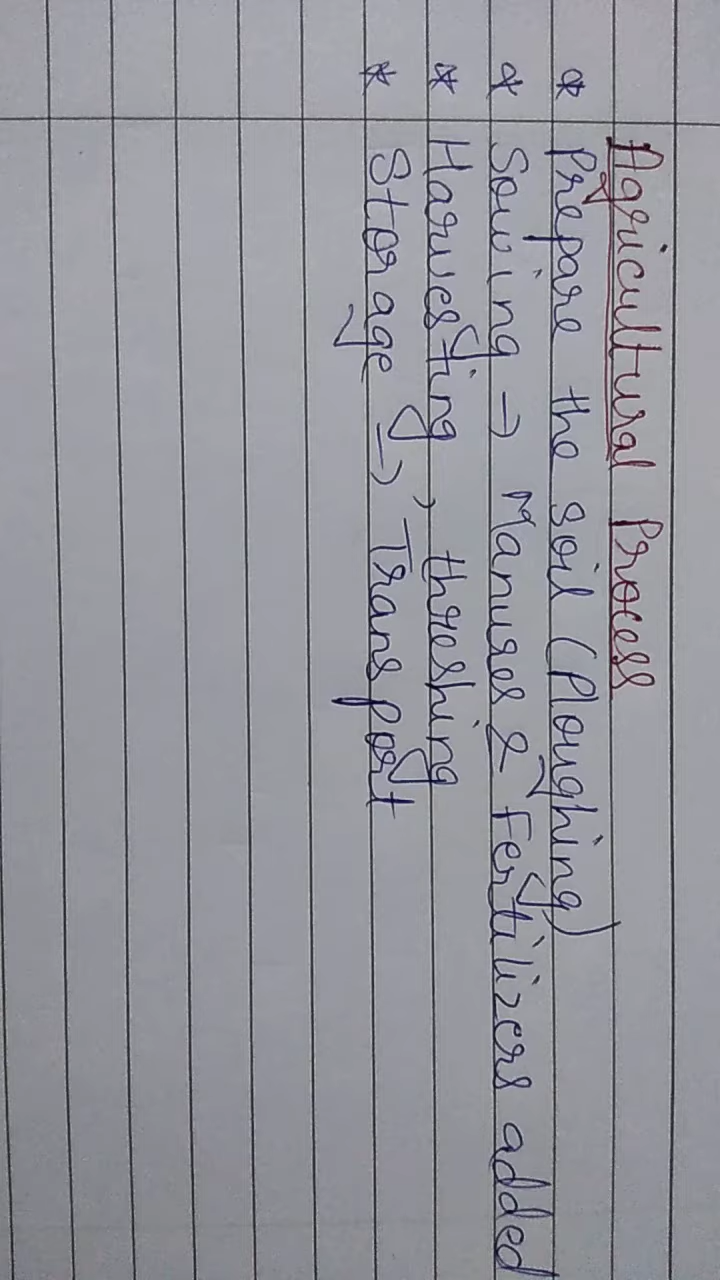 Agricultural Process
* Prepare the soil (Ploughing)
* Sowing → Manures & Fertilizers added
* Harvesting, threshing
* Storage → Transport